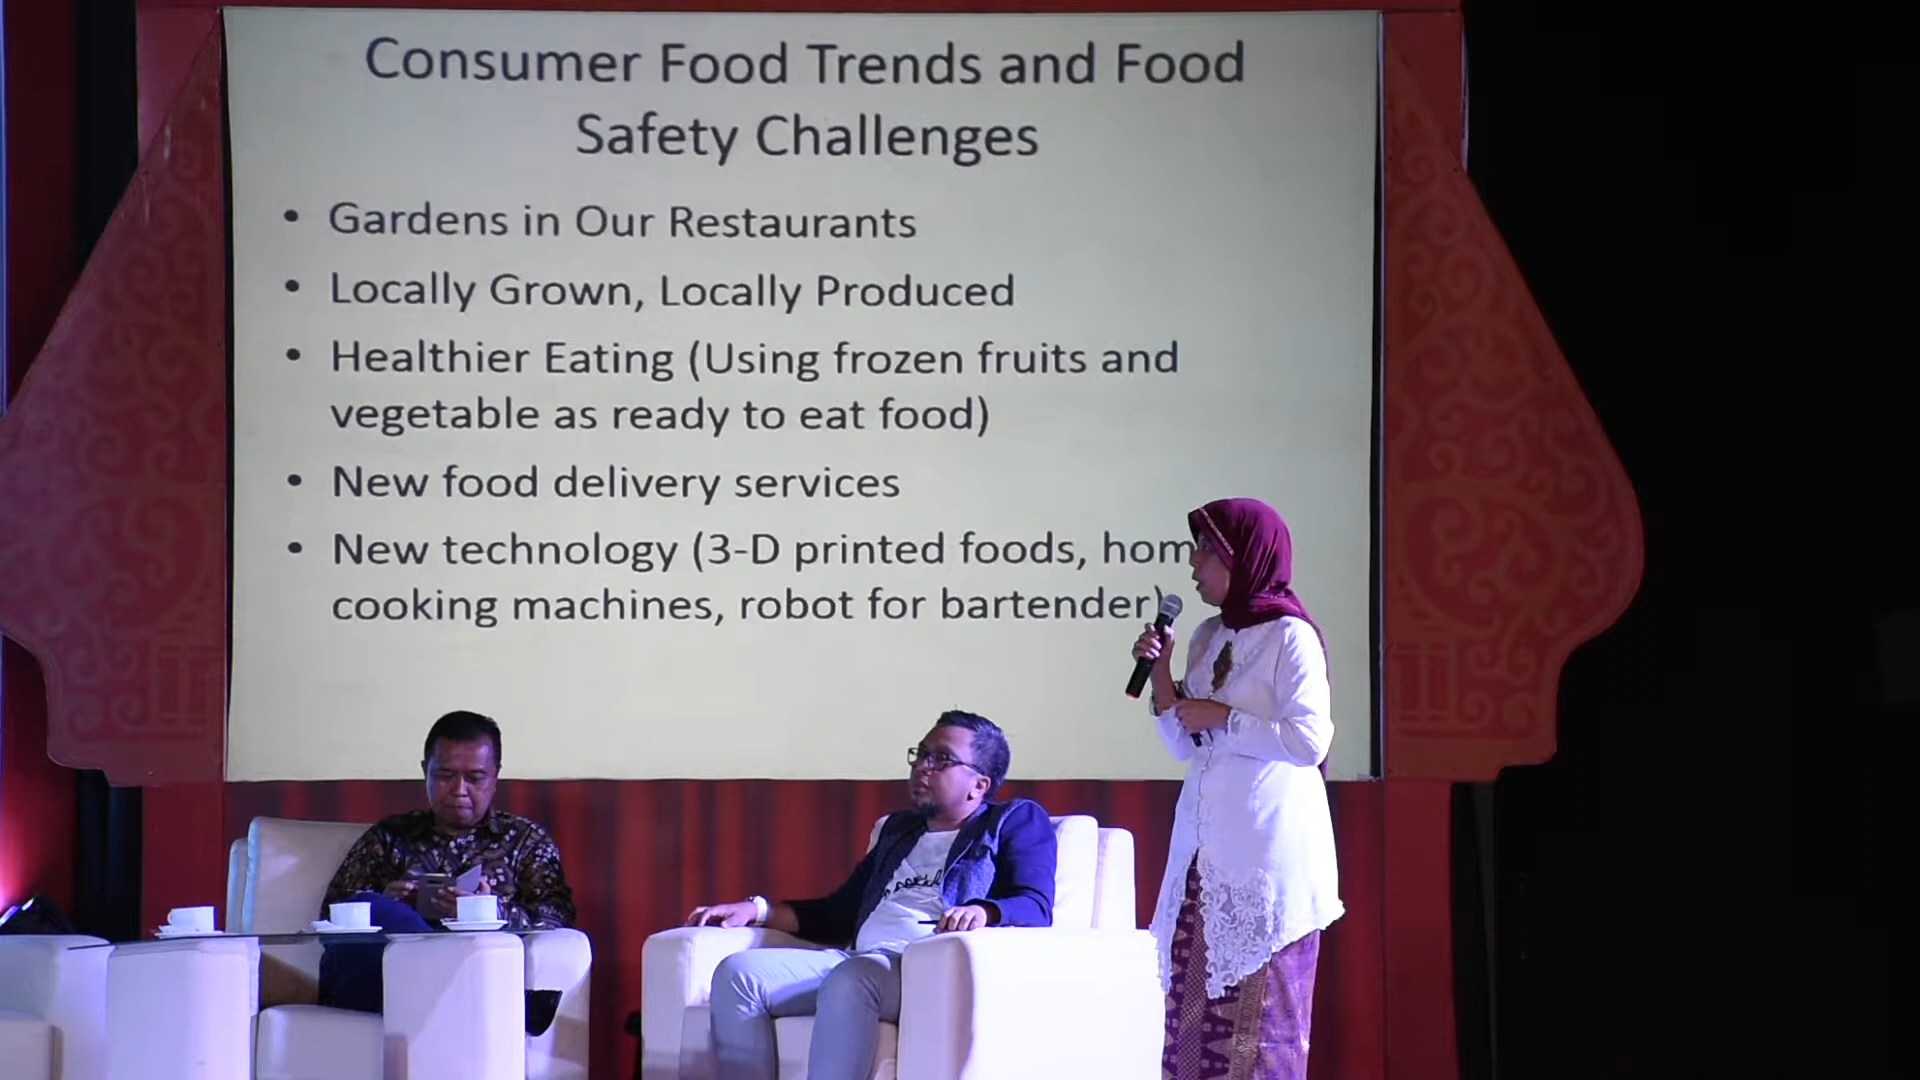 Consumer Food Trends and Food
Safety Challenges
• Gardens in Our Restaurants
• Locally Grown, Locally Produced
• Healthier Eating (Using frozen fruits and
vegetable as ready to eat food)
• New food delivery services
• New technology (3-D printed foods, hom
cooking machines, robot for bartender)